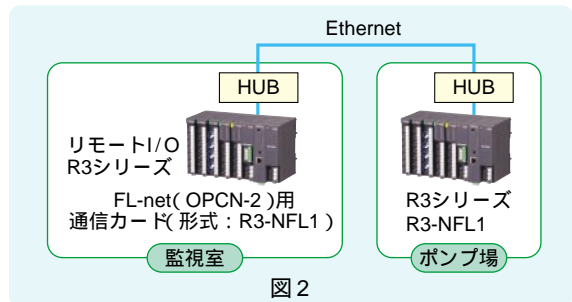 Ethernet
HUB
HUB
リモートI/O
R3シリーズ
FL-net(OPCN-2)用
通信カード(形式:R3-NFL1)
監視室
R3シリーズ
R3-NFL1
ポンプ場
図2